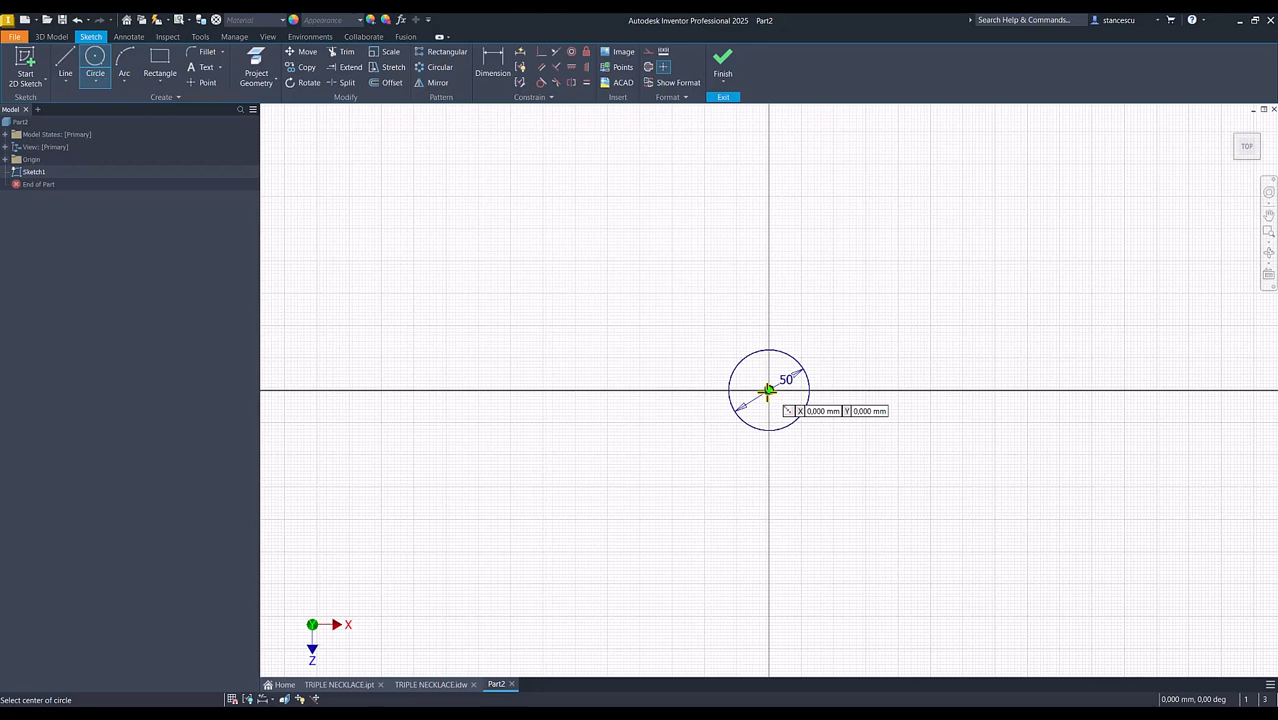 Material
Appearance
Autodesk Inventor Professional 2025 Part2
Search Help & Commands...
stancescu
File 3D Model Sketch Annotate Inspect Tools Manage View Environments Collaborate Fusion
Start
2D Sketch
Line
Circle
Arc
Rectangle
Fillet
Text
Point
Project
Geometry
Move
Copy
Rotate
Trim
Extend
Split
Scale
Stretch
Offset
Rectangular
Circular
Mirror
Dimension
Image
Points
ACAD
Show Format
Finish
Sketch Create Modify Pattern Constrain Insert Format Exit
Model
Part2
Model States: [Primary]
View: [Primary]
Origin
Sketch1
End of Part
TOP
50
X 0,000 mm Y 0,000 mm
X
Y
Z
Home TRIPLE NECKLACE.ipt TRIPLE NECKLACE.idw Part2
Select center of circle
0,000 mm, 0,00 deg 1 3